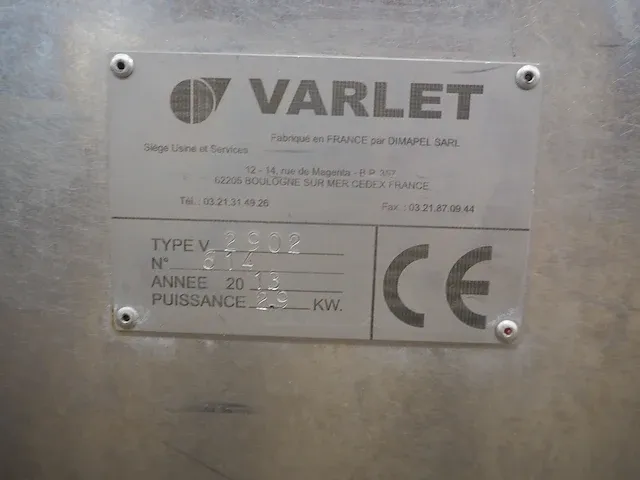 VARLET
Fabriqué en FRANCE par DIMAPEL SARL
Siége Usine et Services
12 - 14, rue de Magenta - B.P. 357
62205 BOULOGNE SUR MER CEDEX FRANCE
Tél. : 03.21.31.49.26 Fax. : 03.21.87.09.44
TYPE V 2902
N° 614
ANNEE 20 13
PUISSANCE 2.9 KW.
CE